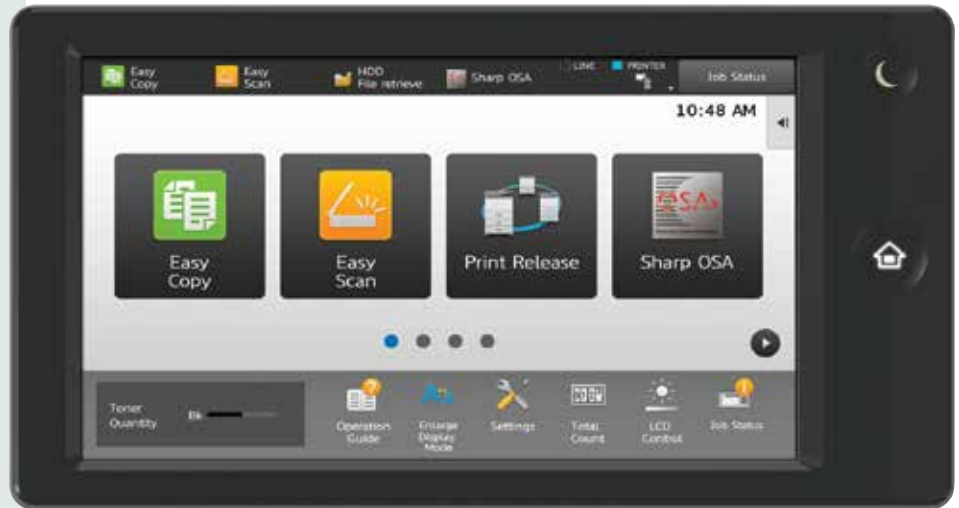 Easy
Copy
Easy
Scan
HDD
File retrieve
Sharp OSA
LINE
PRINTER
Job Status
10:48 AM
Easy
Copy
Easy
Scan
Print Release
OSA
Sharp OSA
Toner
Quantity
Bk
Operation
Guide
Enlarge
Display
Mode
Settings
Total
Count
LCD
Control
Job Status